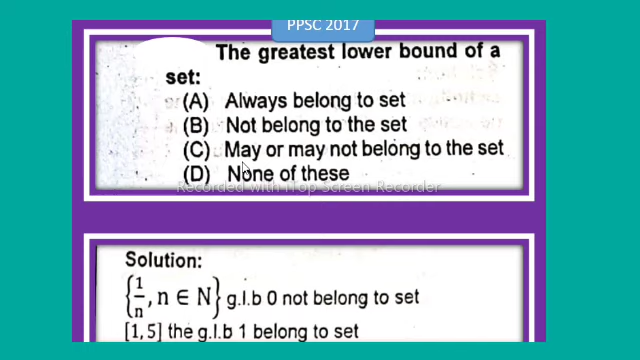 PPSC 2017
The greatest lower bound of a
set:
(A) Always belong to set
(B) Not belong to the set
(C) May or may not belong to the set
(D) None of these
Recorded with iTop Screen Recorder
Solution:
{1/n, n ∈ N} g.l.b 0 not belong to set
[1, 5] the g.l.b 1 belong to set